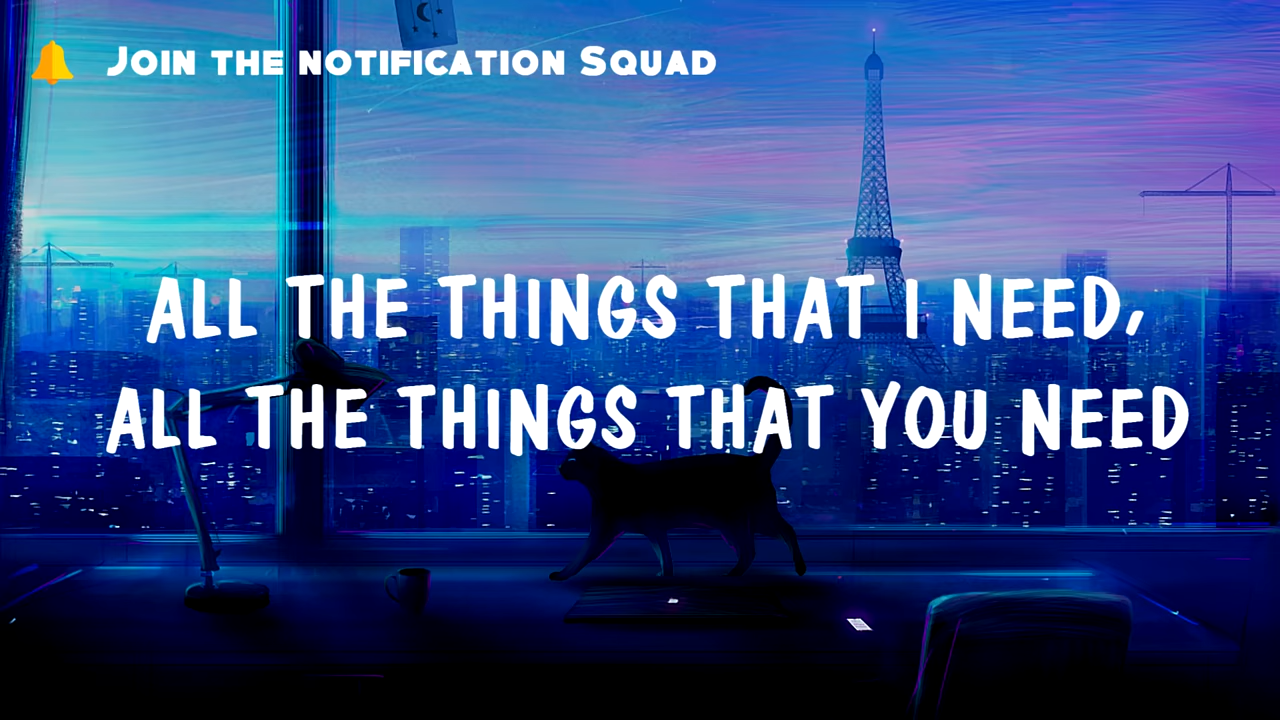 Join the notification Squad
ALL THE THINGS THAT I NEED,
ALL THE THINGS THAT YOU NEED